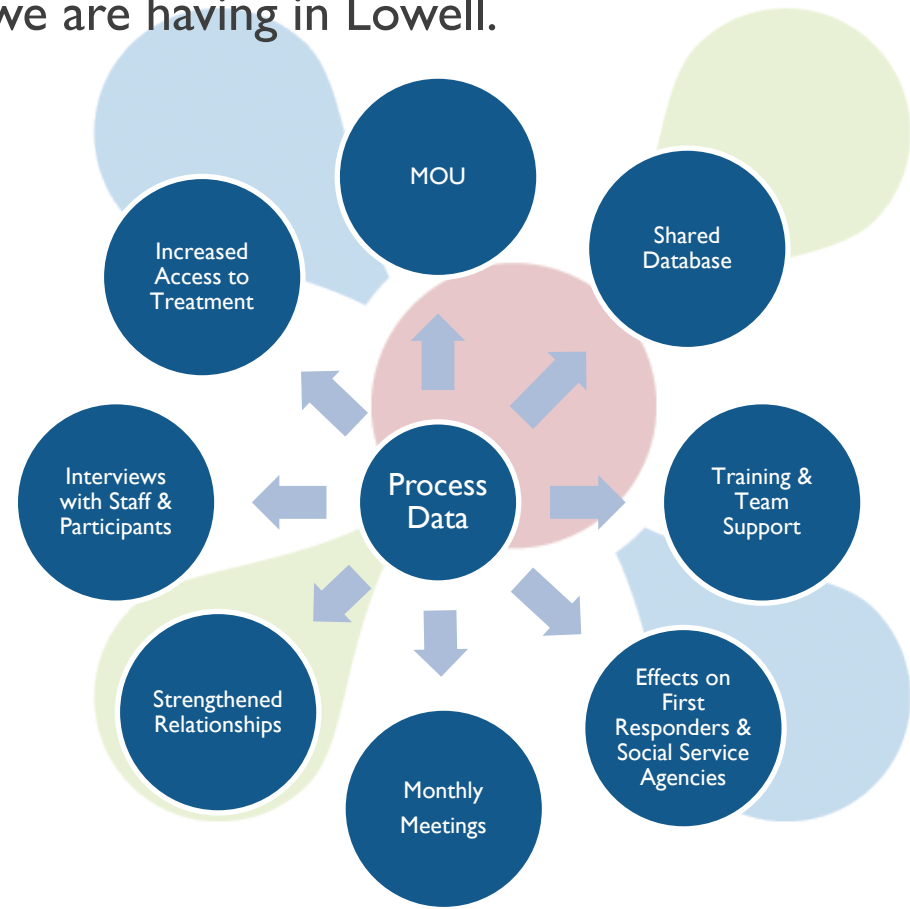 we are having in Lowell.
MOU
Shared
Database
Increased
Access to
Treatment
Process
Data
Interviews
with Staff &
Participants
Training &
Team
Support
Strengthened
Relationships
Effects on
First
Responders &
Social Service
Agencies
Monthly
Meetings